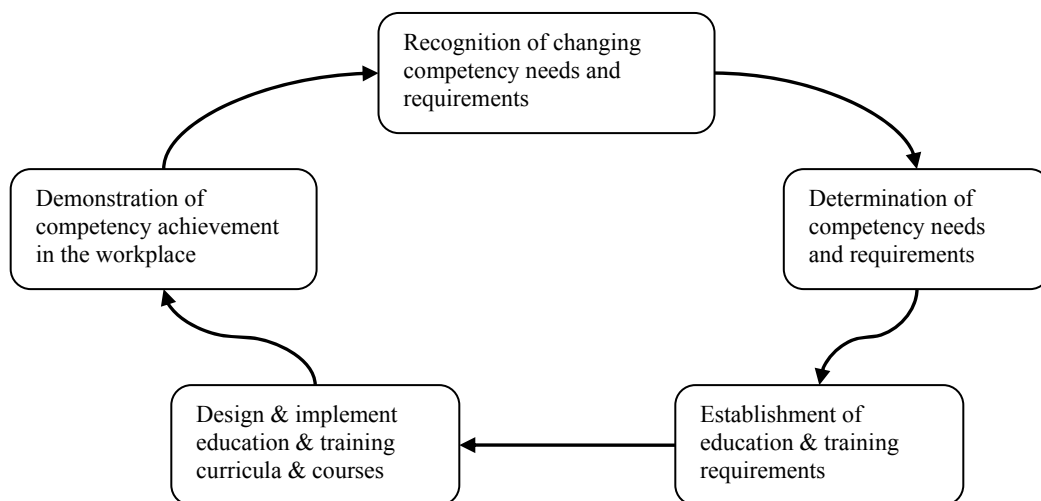 Recognition of changing
competency needs and
requirements
Determination of
competency needs
and requirements
Establishment of
education & training
requirements
Design & implement
education & training
curricula & courses
Demonstration of
competency achievement
in the workplace